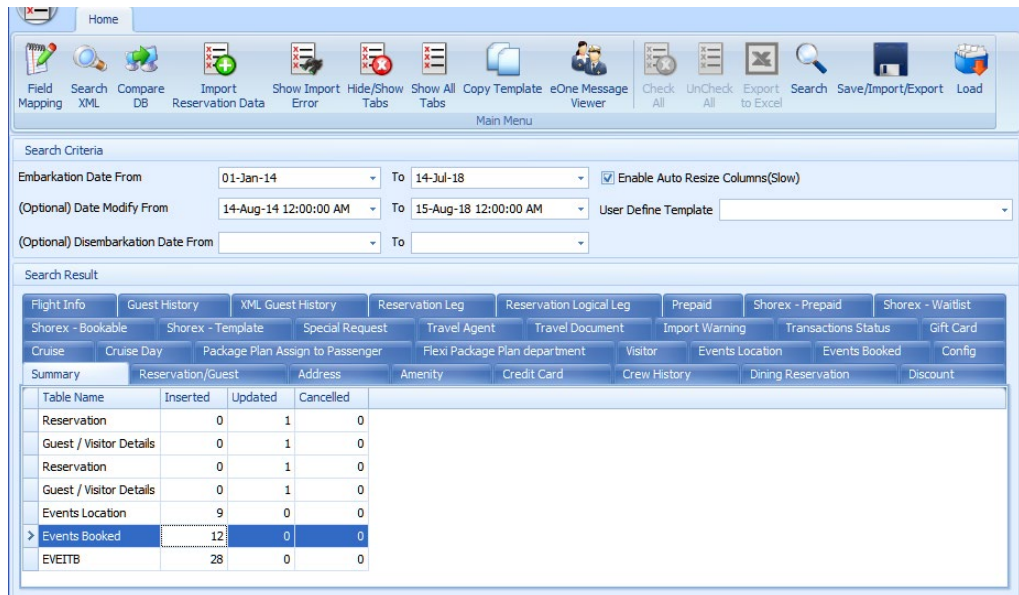 Home
Field Mapping
Search XML
Compare DB
Import Reservation Data
Show Import Error
Hide/Show Tabs
Show All Tabs
Copy Template
eOne Message Viewer
Check All
UnCheck All
Export to Excel
Search
Save/Import/Export
Load
Main Menu
Search Criteria
Embarkation Date From 01-Jan-14 To 14-Jul-18 Enable Auto Resize Columns(Slow)
(Optional) Date Modify From 14-Aug-14 12:00:00 AM To 15-Aug-18 12:00:00 AM User Define Template
(Optional) Disembarkation Date From To
Search Result
Flight Info Guest History XML Guest History Reservation Leg Reservation Logical Leg Prepaid Shorex - Prepaid Shorex - Waitlist
Shorex - Bookable Shorex - Template Special Request Travel Agent Travel Document Import Warning Transactions Status Gift Card
Cruise Cruise Day Package Plan Assign to Passenger Flexi Package Plan department Visitor Events Location Events Booked Config
Summary Reservation/Guest Address Amenity Credit Card Crew History Dining Reservation Discount
Table Name Inserted Updated Cancelled
Reservation 0 1 0
Guest / Visitor Details 0 1 0
Reservation 0 1 0
Guest / Visitor Details 0 1 0
Events Location 9 0 0
Events Booked 12 0 0
EVEITB 28 0 0